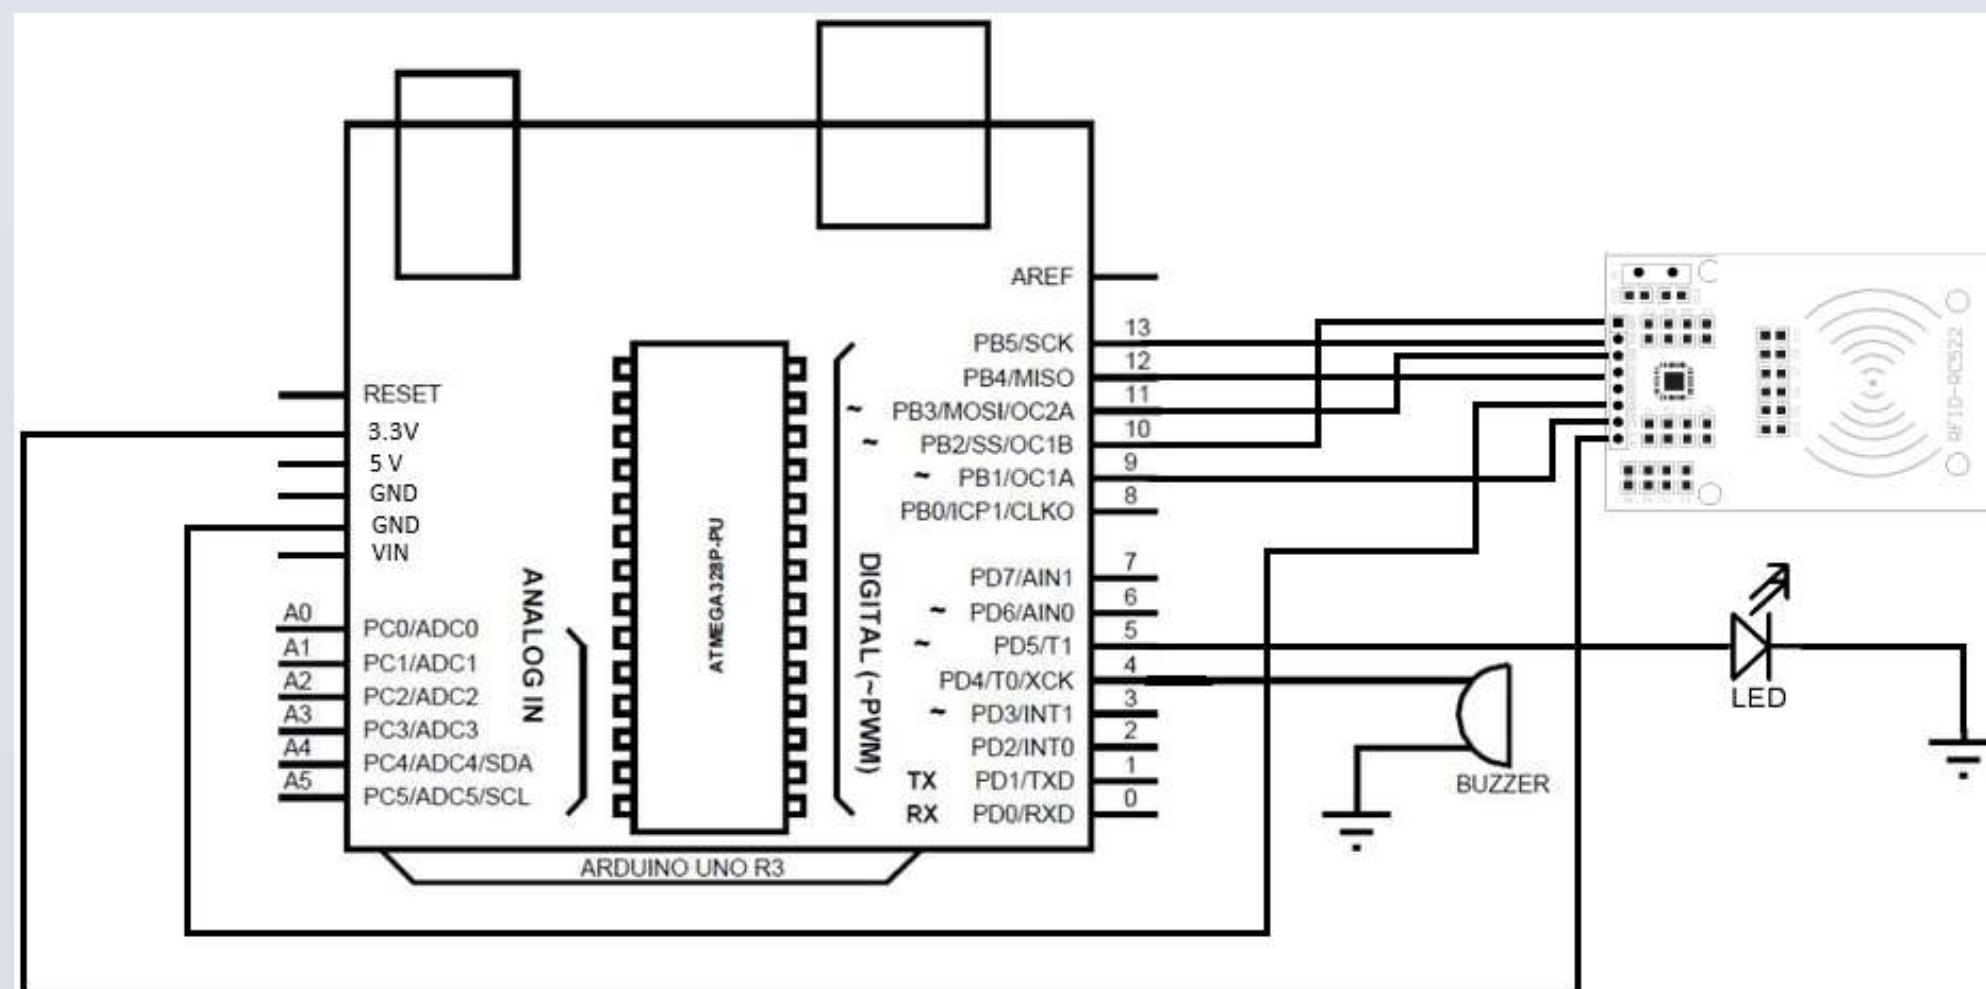 AREF
13
PB5/SCK
12
PB4/MISO
11
~ PB3/MOSI/OC2A
10
~ PB2/SS/OC1B
9
~ PB1/OC1A
8
PB0/ICP1/CLKO
7
PD7/AIN1
6
~ PD6/AIN0
5
~ PD5/T1
4
PD4/T0/XCK
3
~ PD3/INT1
2
PD2/INT0
1
TX PD1/TXD
0
RX PD0/RXD
RESET
3.3V
5 V
GND
GND
VIN
A0
PC0/ADC0
A1
PC1/ADC1
A2
PC2/ADC2
A3
PC3/ADC3
A4
PC4/ADC4/SDA
A5
PC5/ADC5/SCL
ANALOG IN
ATMEGA328P-PU
DIGITAL (~PWM)
ARDUINO UNO R3
RFID-RC522
LED
BUZZER